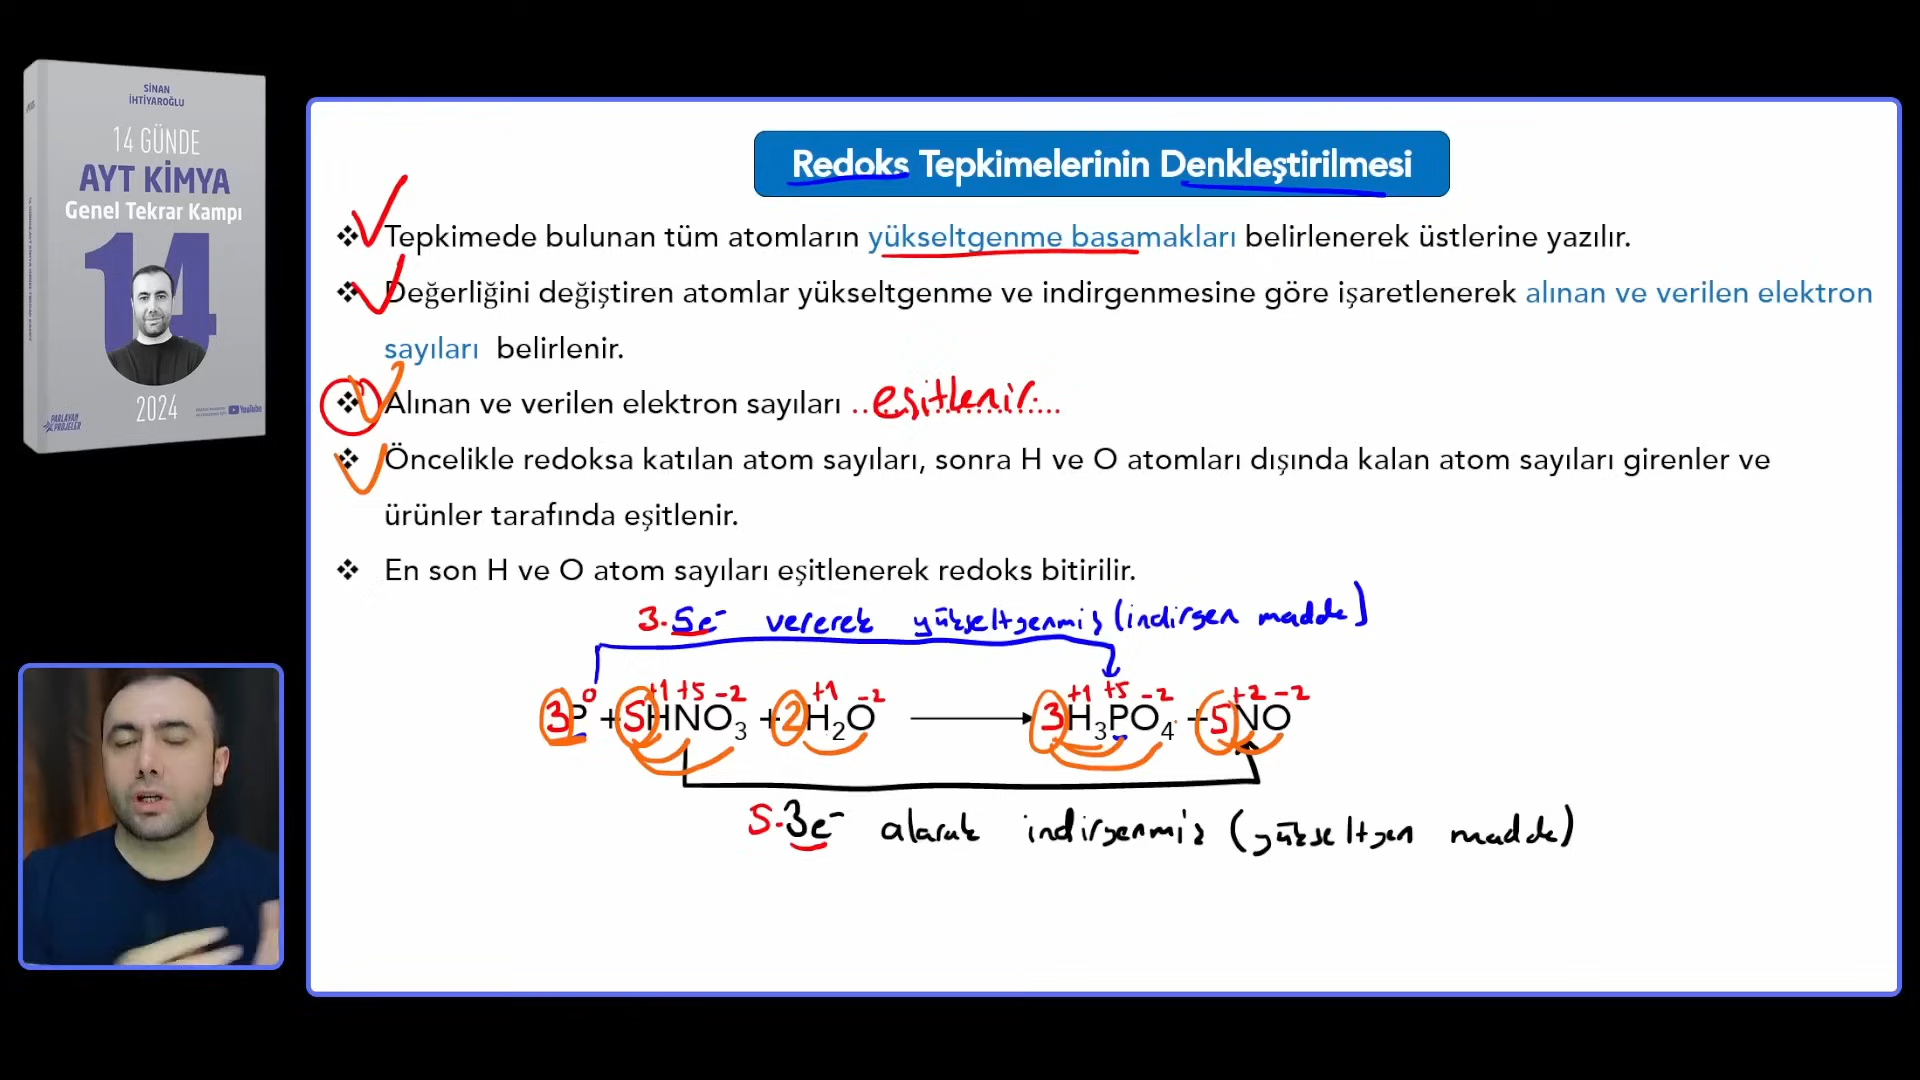 SİNAN
İHTİYAROĞLU
14 GÜNDE
AYT KİMYA
Genel Tekrar Kampı
14
2024
PARLAYAN
PROJELER
YouTube
Redoks Tepkimelerinin Denkleştirilmesi
❖ Tepkimede bulunan tüm atomların yükseltgenme basamakları belirlenerek üstlerine yazılır.
❖ Değerliğini değiştiren atomlar yükseltgenme ve indirgenmesine göre işaretlenerek alınan ve verilen elektron
sayıları belirlenir.
❖ Alınan ve verilen elektron sayıları ..eşitlenir.....
❖ Öncelikle redoksa katılan atom sayıları, sonra H ve O atomları dışında kalan atom sayıları girenler ve
ürünler tarafında eşitlenir.
❖ En son H ve O atom sayıları eşitlenerek redoks bitirilir.
3.5e⁻ vererek yükseltgenmiş (indirgen madde)
0 +1 +5 -2 +1 -2 +1 +5 -2 +2 -2
3P + 5HNO₃ + 2H₂O → 3H₃PO₄ + 5NO
5.3e⁻ alarak indirgenmiş (yükseltgen madde)